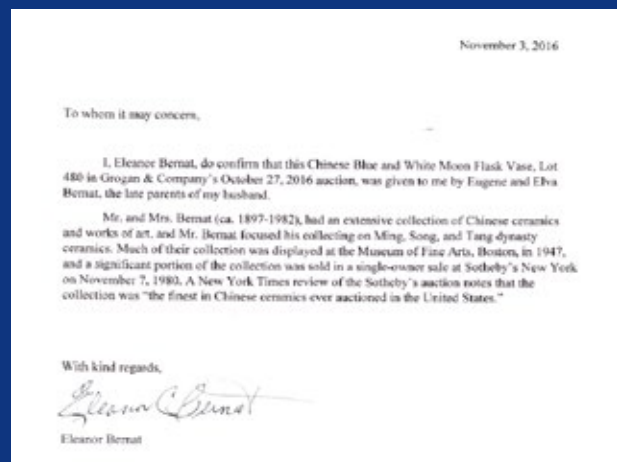 November 3, 2016
To whom it may concern,
I, Eleanor Bernat, do confirm that this Chinese Blue and White Moon Flask Vase, Lot
480 in Grogan & Company's October 27, 2016 auction, was given to me by Eugene and Elva
Bernat, the late parents of my husband.
Mr. and Mrs. Bernat (ca. 1897-1982), had an extensive collection of Chinese ceramics
and works of art, and Mr. Bernat focused his collecting on Ming, Song, and Tang dynasty
ceramics. Much of their collection was displayed at the Museum of Fine Arts, Boston, in 1947,
and a significant portion of the collection was sold in a single-owner sale at Sotheby's New York
on November 7, 1980. A New York Times review of the Sotheby's auction notes that the
collection was "the finest in Chinese ceramics ever auctioned in the United States."
With kind regards,
Eleanor C Bernat
Eleanor Bernat